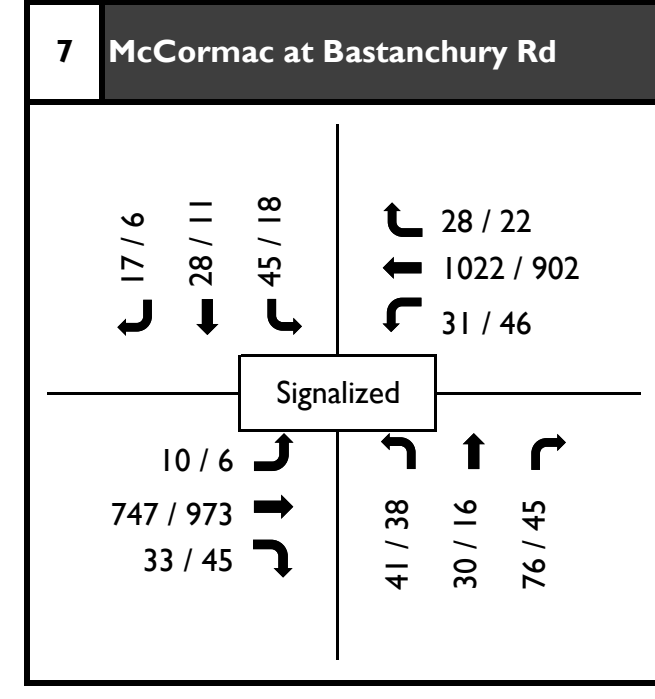 7 McCormac at Bastanchury Rd
17 / 6
28 / 11
45 / 18
28 / 22
1022 / 902
31 / 46
Signalized
10 / 6
747 / 973
33 / 45
41 / 38
30 / 16
76 / 45